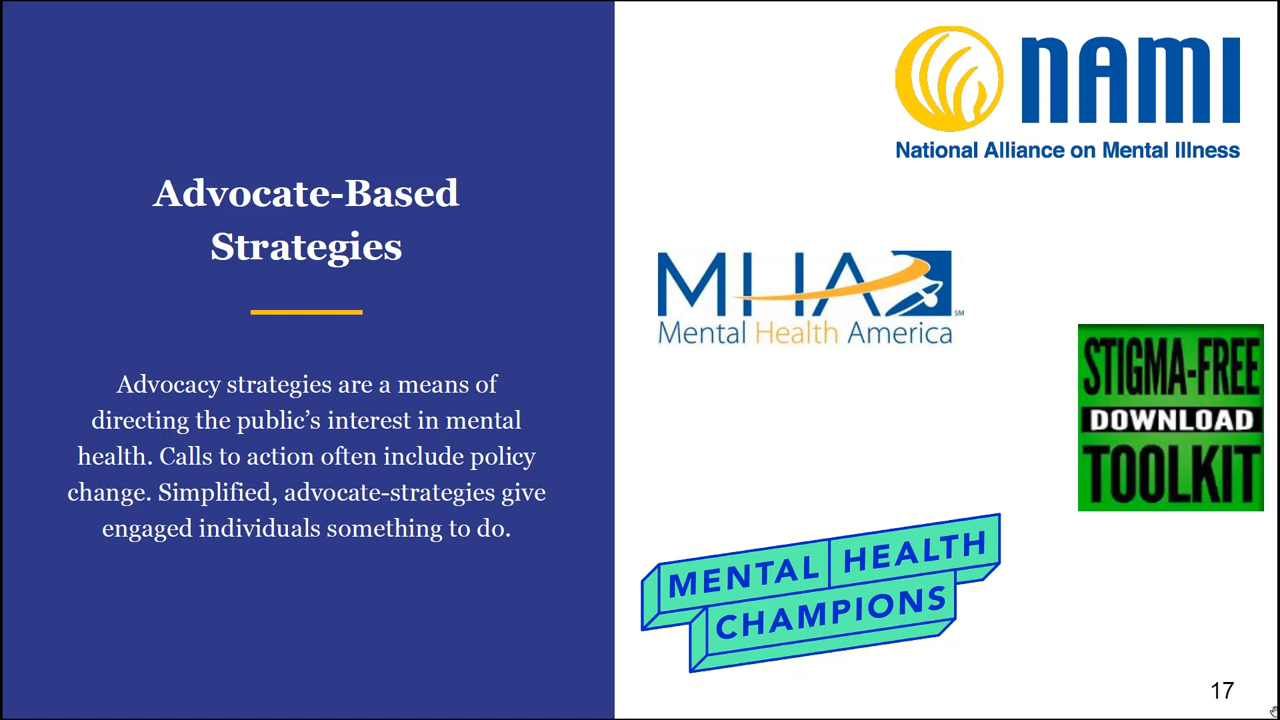 Advocate-Based
Strategies
Advocacy strategies are a means of
directing the public’s interest in mental
health. Calls to action often include policy
change. Simplified, advocate-strategies give
engaged individuals something to do.
NAMI
National Alliance on Mental Illness
MHA
SM
Mental Health America
STIGMA-FREE
DOWNLOAD
TOOLKIT
MENTAL HEALTH
CHAMPIONS
17